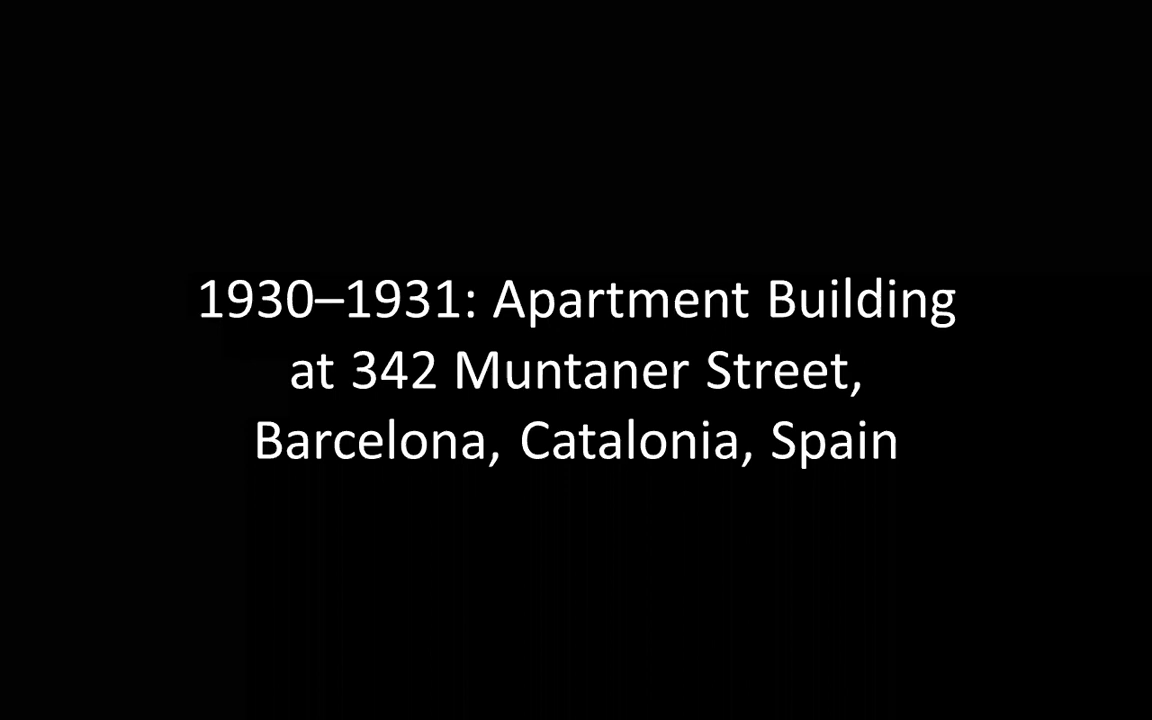 1930–1931: Apartment Building
at 342 Muntaner Street,
Barcelona, Catalonia, Spain